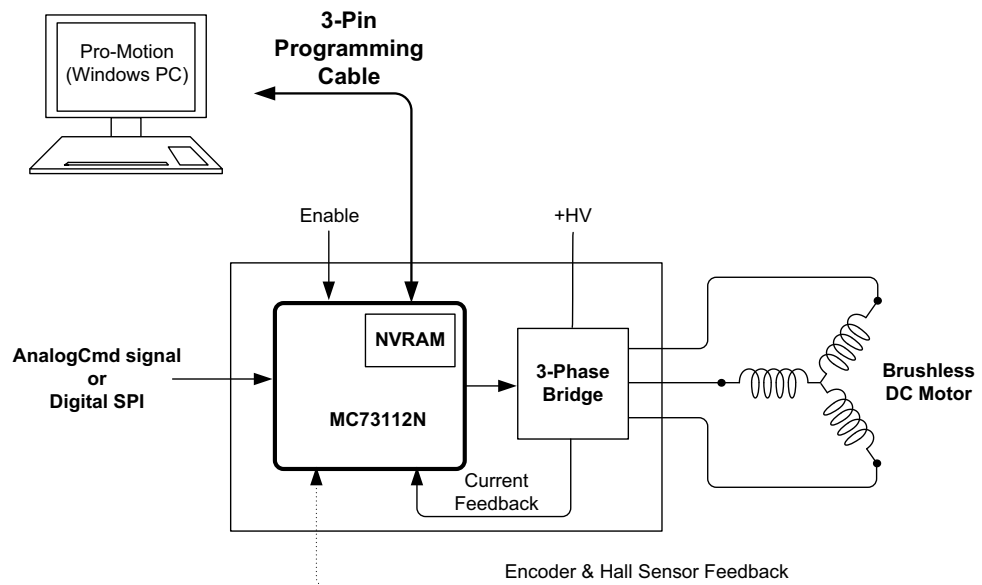 3-Pin
Programming
Cable
Pro-Motion
(Windows PC)
Enable
+HV
NVRAM
AnalogCmd signal
or
Digital SPI
MC73112N
3-Phase
Bridge
Brushless
DC Motor
Current
Feedback
Encoder & Hall Sensor Feedback